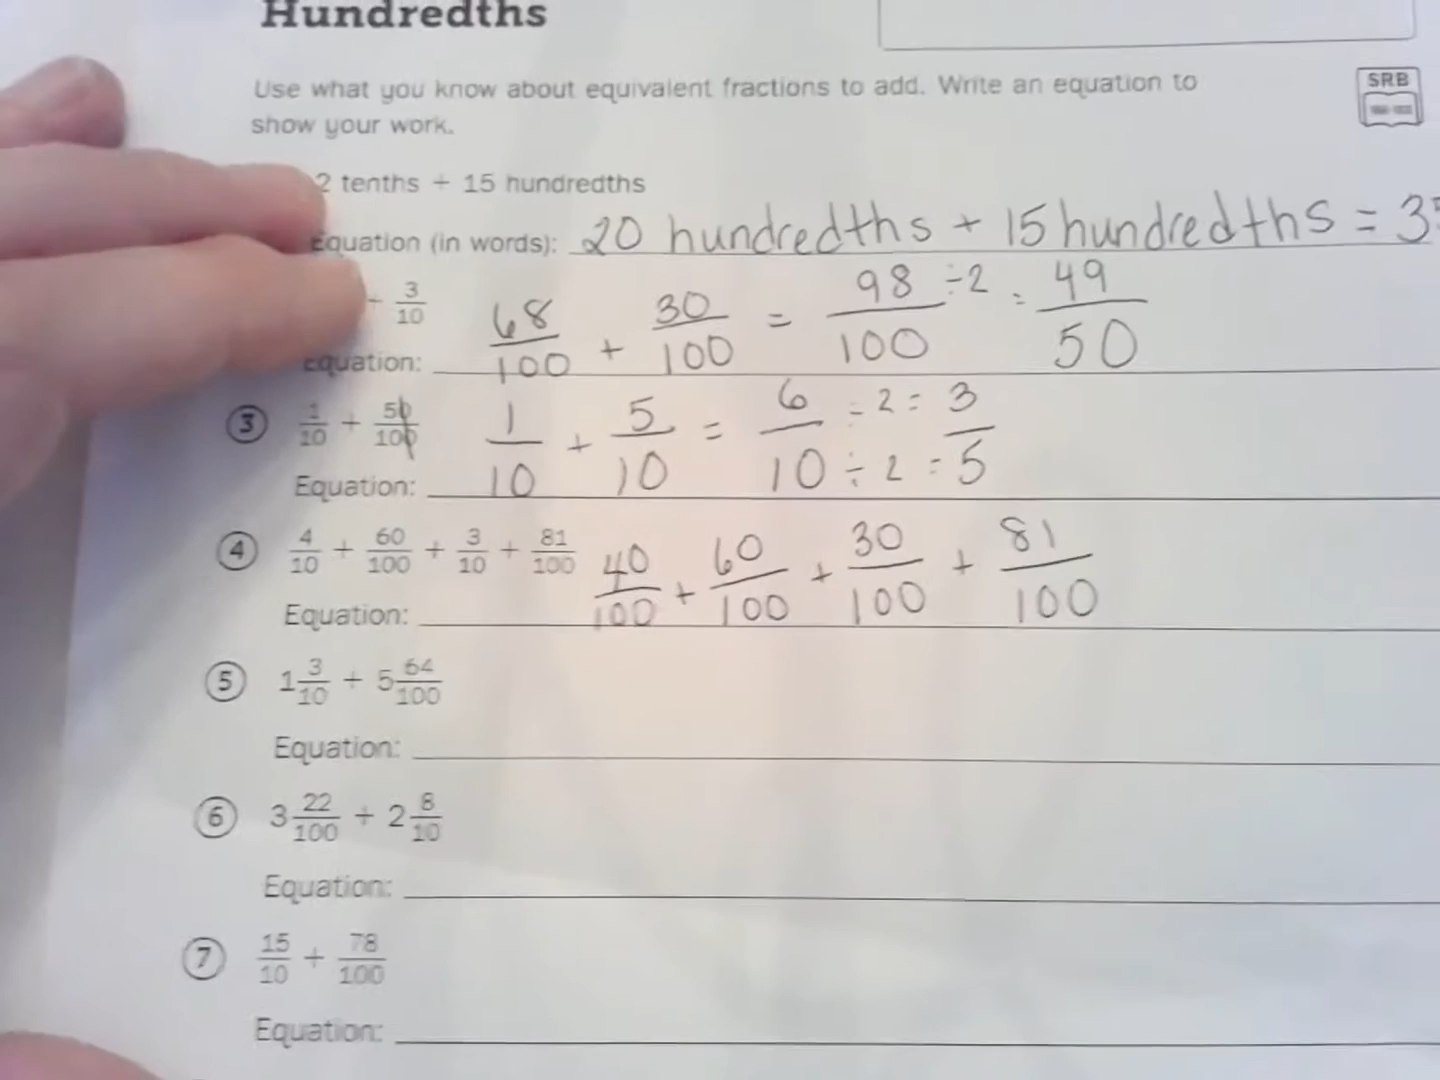 Hundredths
Use what you know about equivalent fractions to add. Write an equation to
show your work.
SRB
2 tenths + 15 hundredths
Equation (in words): 20 hundredths + 15 hundredths = 35
3/10
Equation: 68/100 + 30/100 = 98/100 ÷2 = 49/50
3 1/10 + 50/100
Equation: 1/10 + 5/10 = 6/10 ÷ 2 = 3/5 ÷ 2 =
4 4/10 + 60/100 + 3/10 + 81/100
Equation: 40/100 + 60/100 + 30/100 + 81/100
5 1 3/10 + 5 64/100
Equation:
6 3 22/100 + 2 8/10
Equation:
7 15/10 + 78/100
Equation: